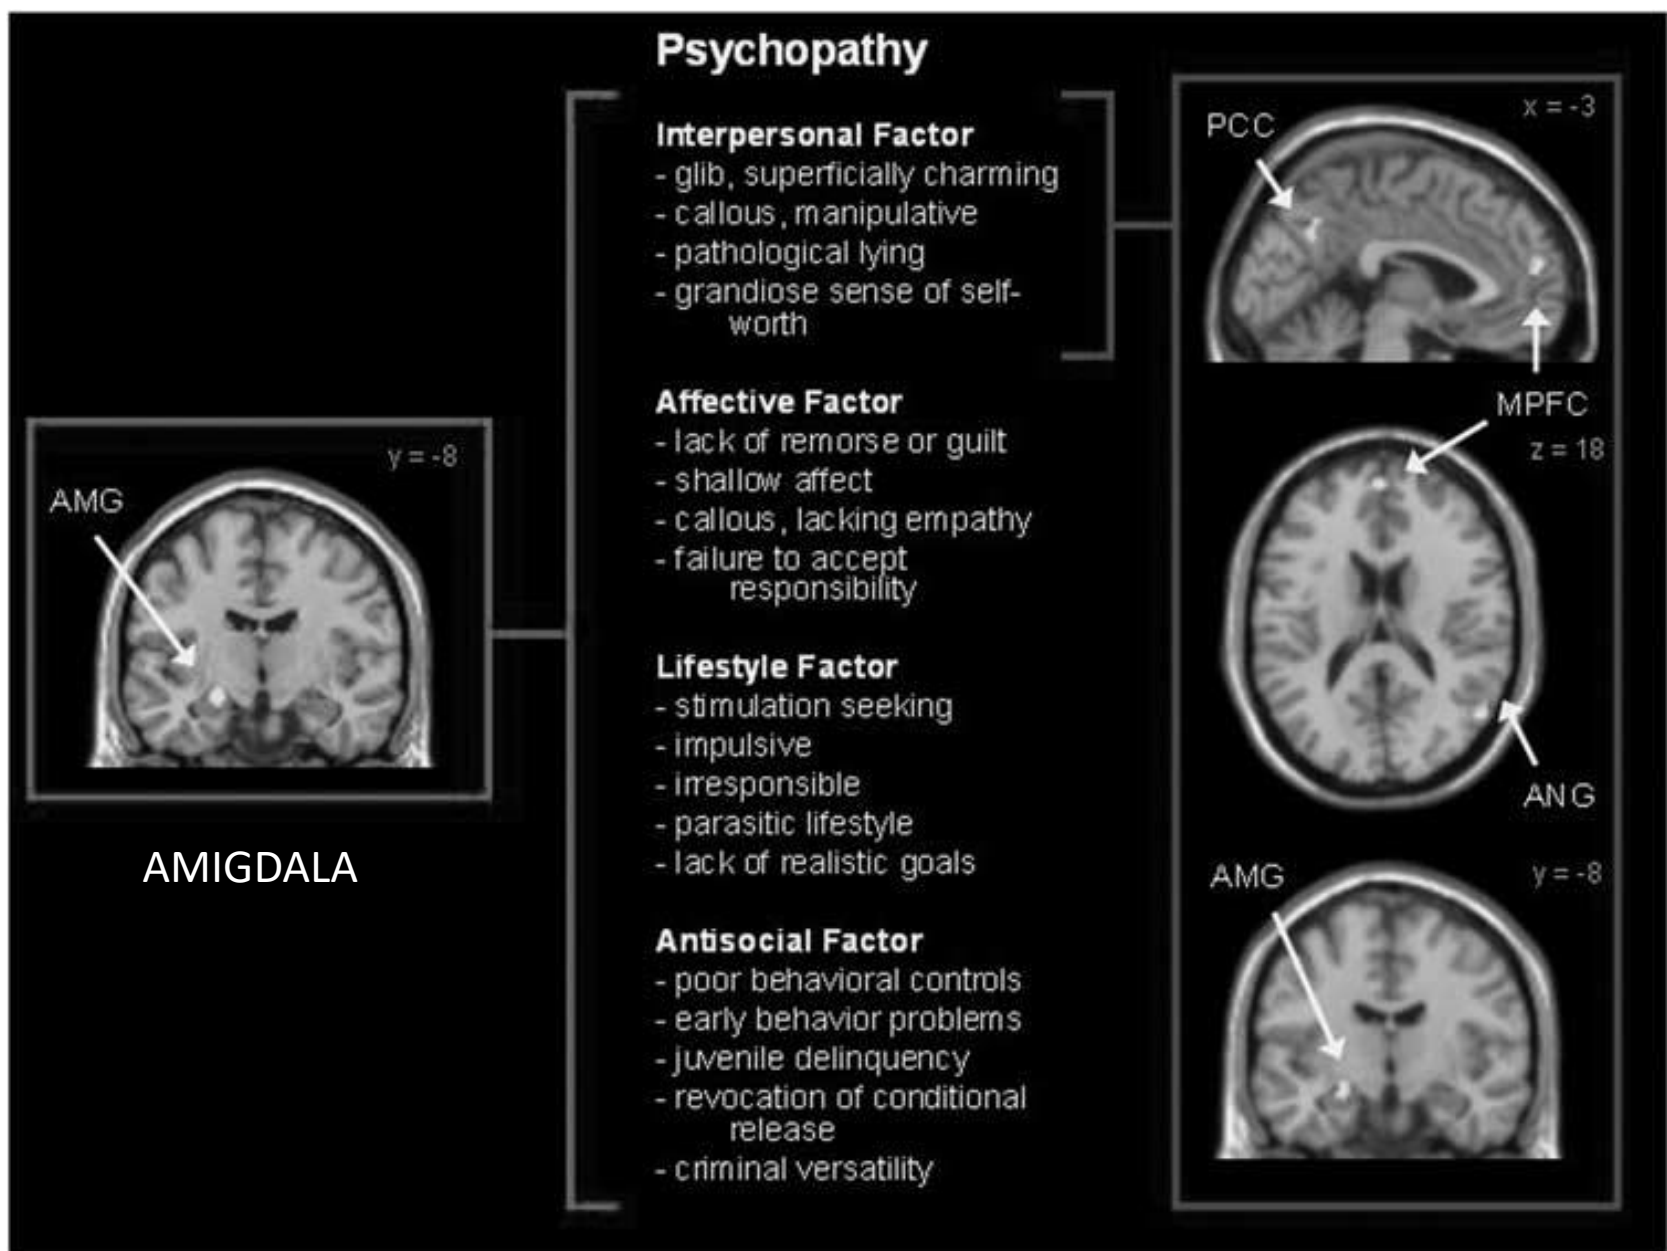 Psychopathy
Interpersonal Factor
- glib, superficially charming
- callous, manipulative
- pathological lying
- grandiose sense of self-
worth
Affective Factor
- lack of remorse or guilt
- shallow affect
- callous, lacking empathy
- failure to accept
responsibility
Lifestyle Factor
- stimulation seeking
- impulsive
- irresponsible
- parasitic lifestyle
- lack of realistic goals
Antisocial Factor
- poor behavioral controls
- early behavior problems
- juvenile delinquency
- revocation of conditional
release
- criminal versatility
y = -8
AMG
AMIGDALA
x = -3
PCC
MPFC
z = 18
ANG
AMG
y = -8